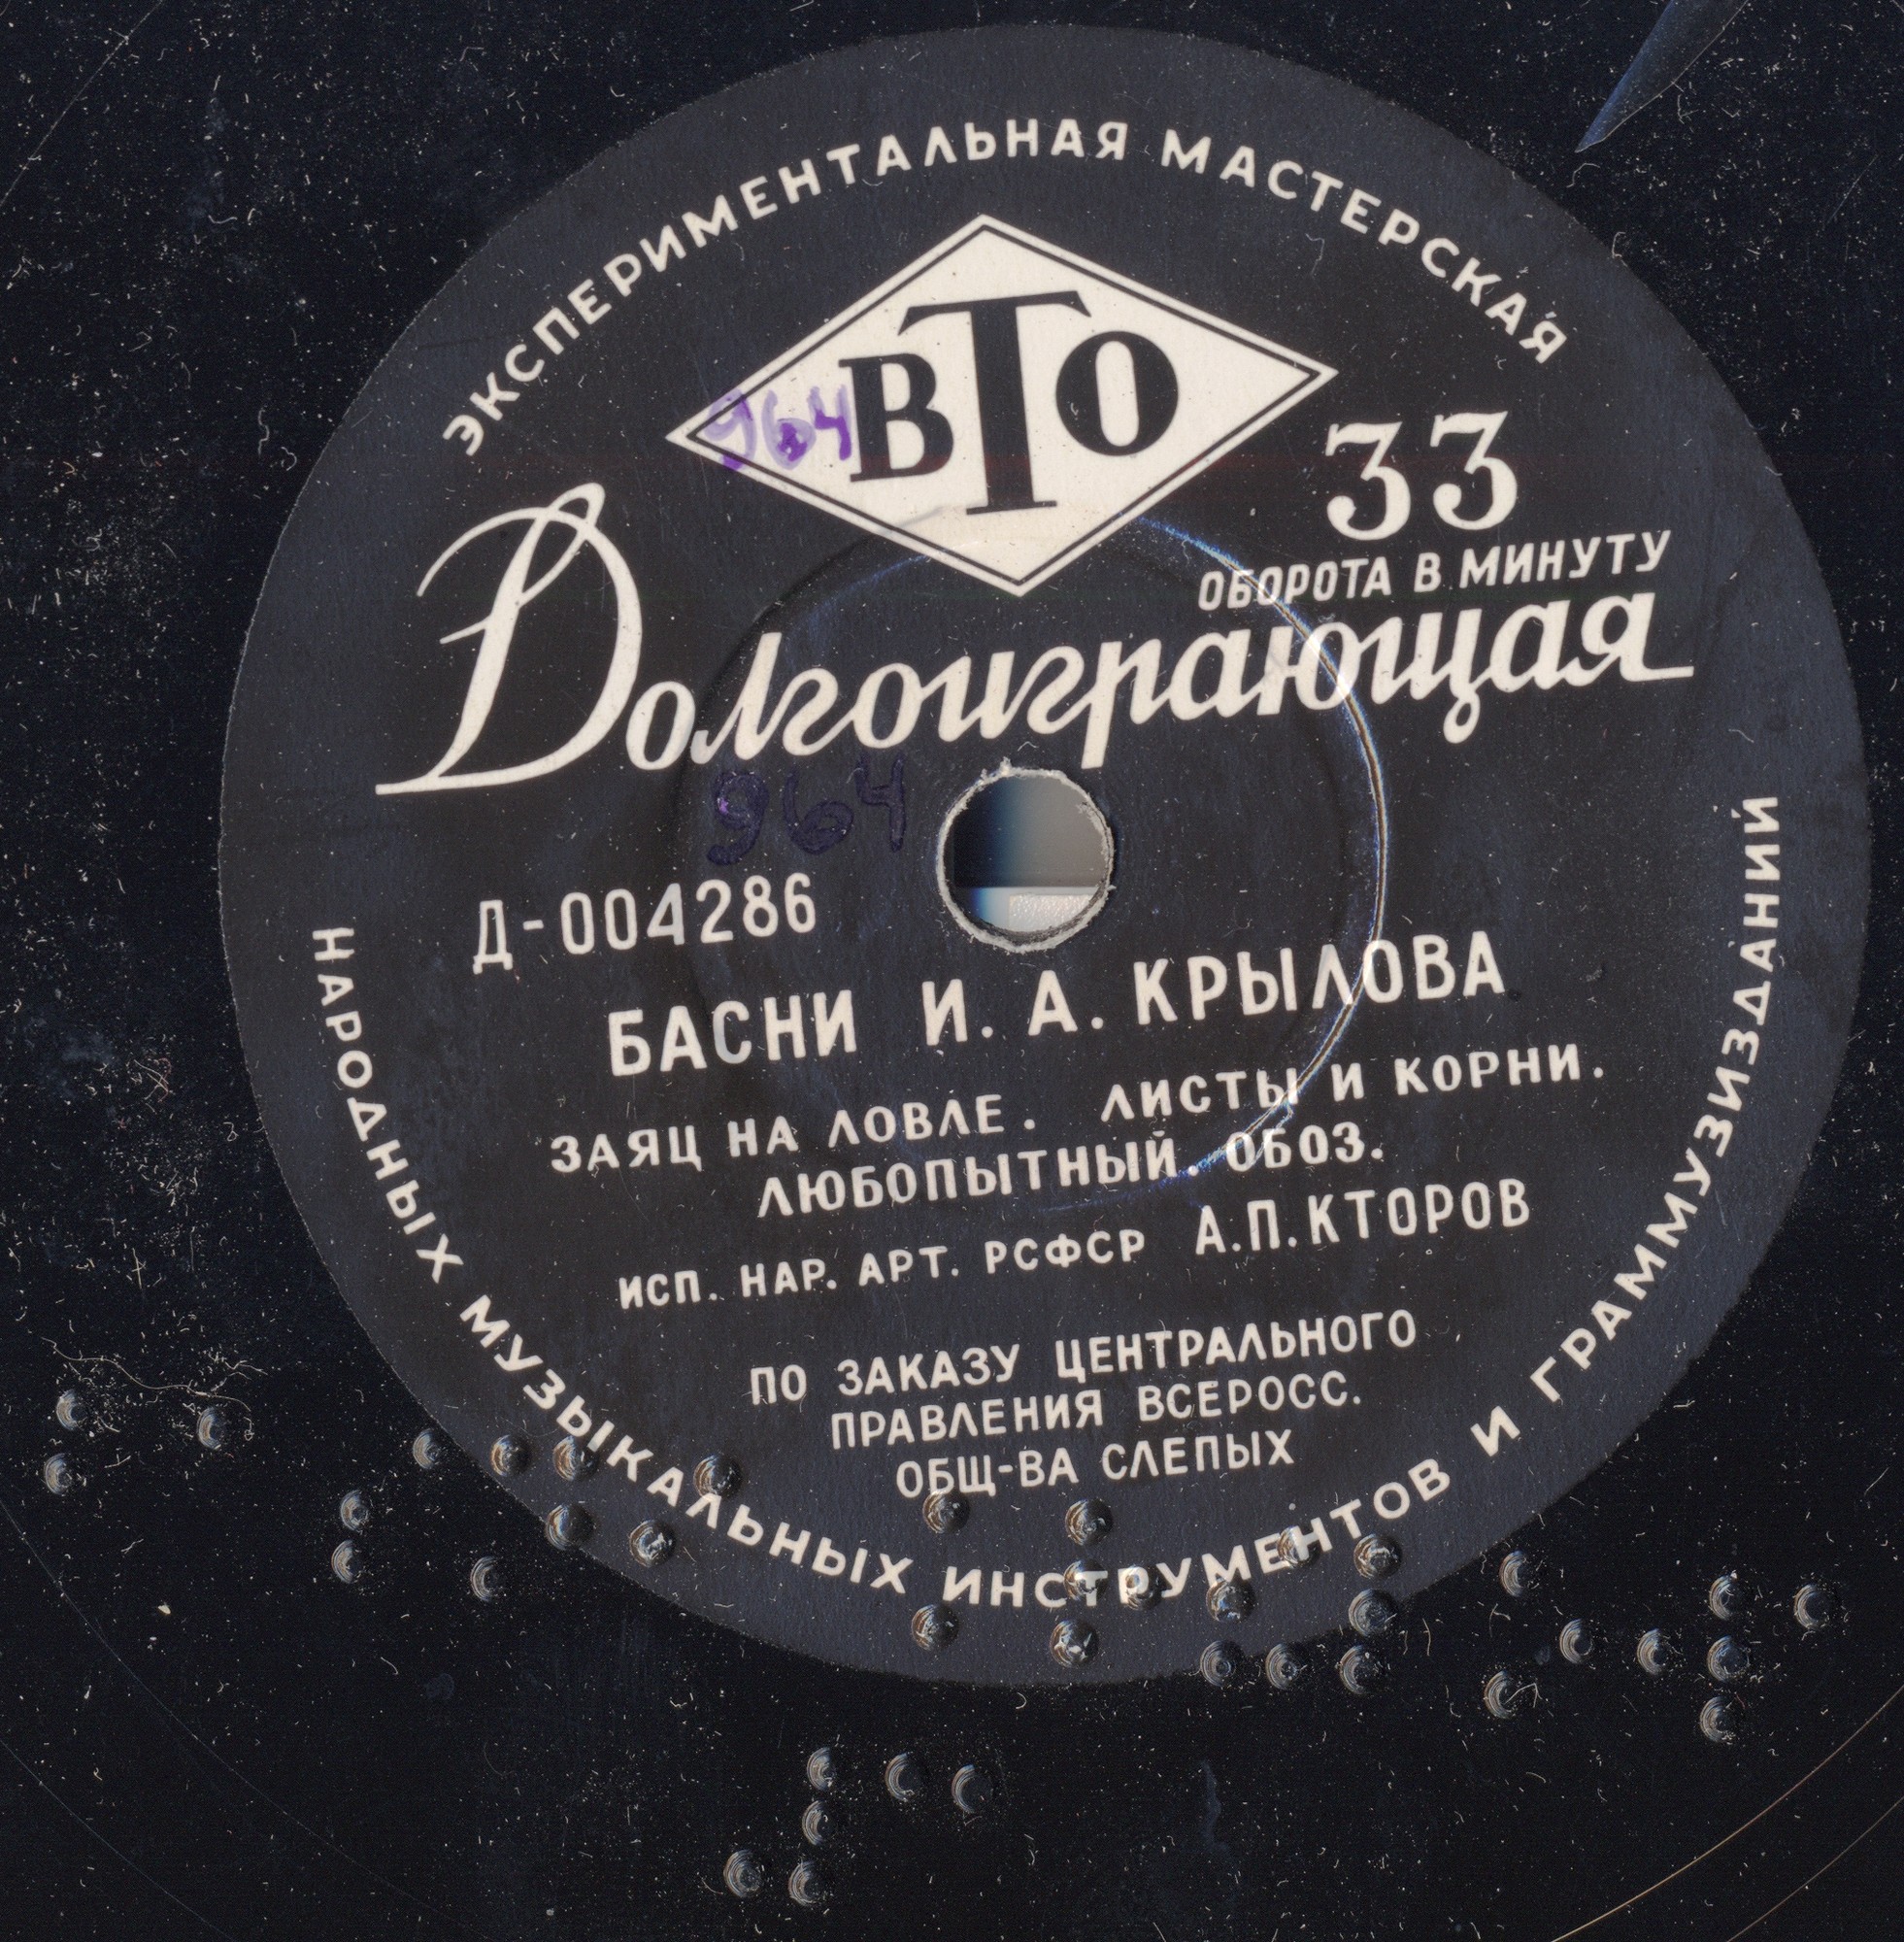 ЭКСПЕРИМЕНТАЛЬНАЯ МАСТЕРСКАЯ
ВТО
964
33
ОБОРОТА В МИНУТУ
Долгоиграющая
964
Д-004286
БАСНИ И. А. КРЫЛОВА
ЗАЯЦ НА ЛОВЛЕ. ЛИСТЫ И КОРНИ.
ЛЮБОПЫТНЫЙ. ОБОЗ.
ИСП. НАР. АРТ. РСФСР А.П.КТОРОВ
ПО ЗАКАЗУ ЦЕНТРАЛЬНОГО
ПРАВЛЕНИЯ ВСЕРОСС.
ОБЩ-ВА СЛЕПЫХ
НАРОДНЫХ МУЗЫКАЛЬНЫХ ИНСТРУМЕНТОВ И ГРАММУЗИЗДАНИЙ